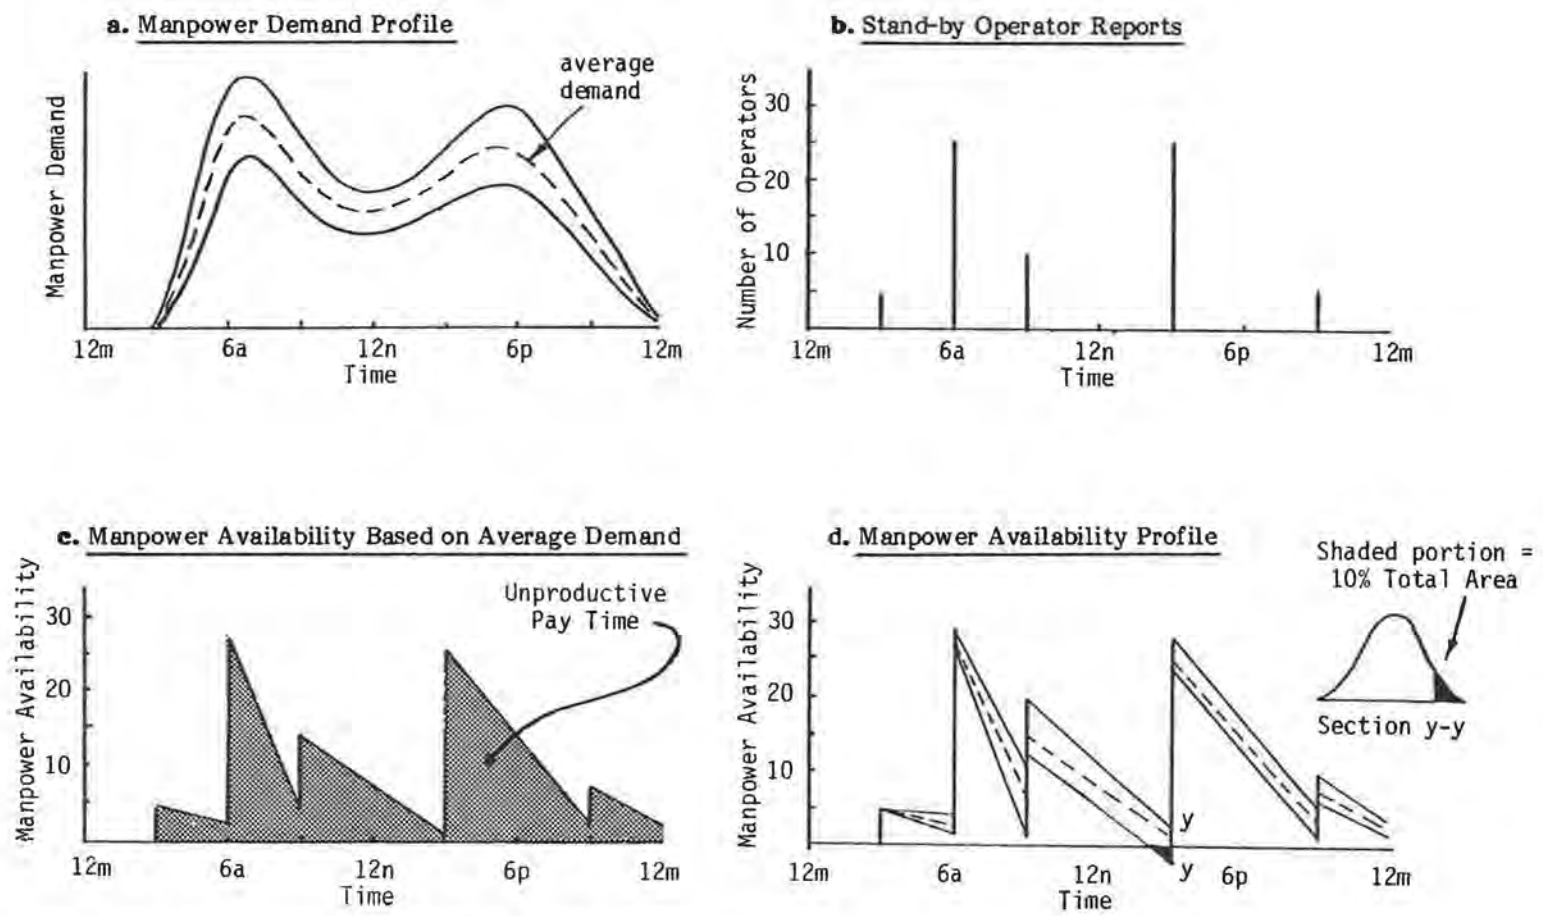 a. Manpower Demand Profile
average
demand
Manpower Demand
12m 6a 12n 6p 12m
Time
b. Stand-by Operator Reports
Number of Operators
30
20
10
12m 6a 12n 6p 12m
Time
c. Manpower Availability Based on Average Demand
Manpower Availability
30
20
10
Unproductive
Pay Time
12m 6a 12n 6p 12m
Time
d. Manpower Availability Profile
Manpower Availability
30
20
10
Shaded portion =
10% Total Area
Section y-y
y
y
12m 6a 12n 6p 12m
Time